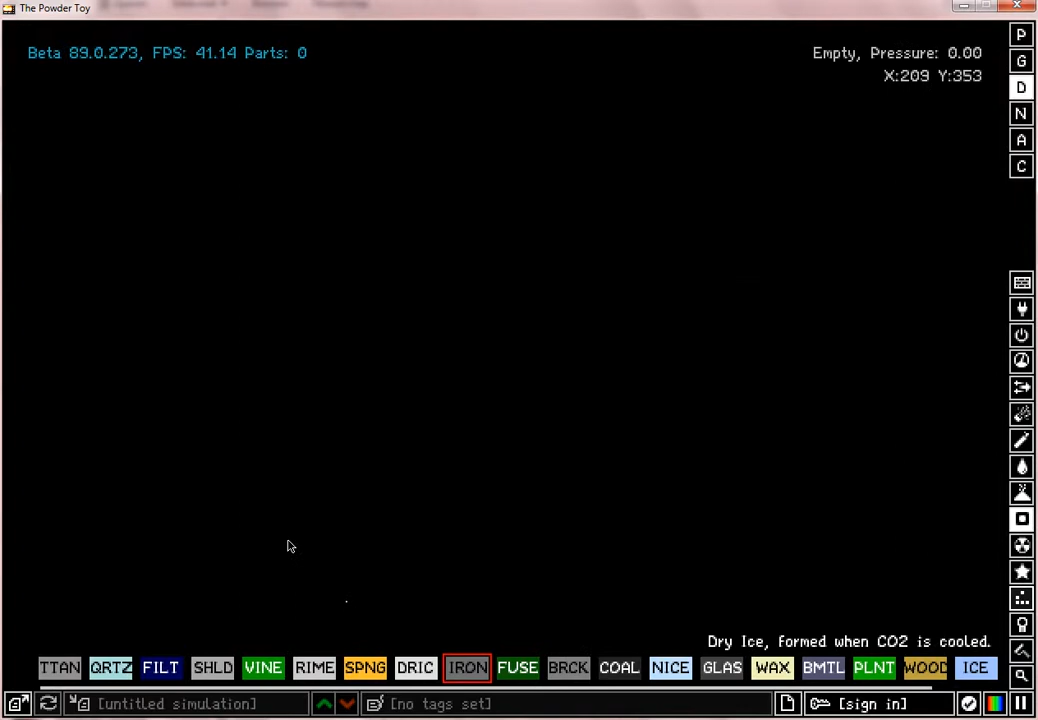 The Powder Toy
Beta 89.0.273, FPS: 41.14 Parts: 0
Empty, Pressure: 0.00
X:209 Y:353
P
G
D
N
A
C
Dry Ice, formed when CO2 is cooled.
TTAN QRTZ FILT SHLD VINE RIME SPNG DRIC IRON FUSE BRCK COAL NICE GLAS WAX BMTL PLNT WOOD ICE
[untitled simulation] [no tags set] [sign in]